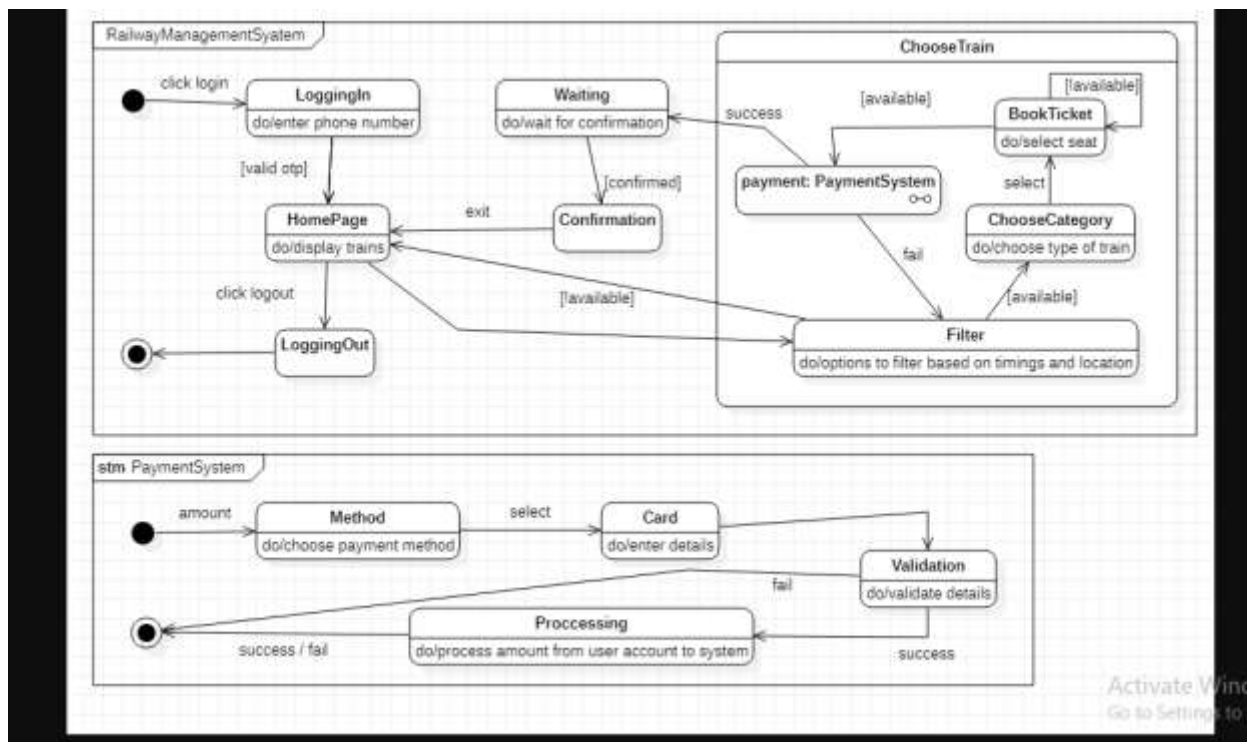 RailwayManagementSyatem
ChooseTrain
click login
LoggingIn
do/enter phone number
Waiting
do/wait for confirmation
success
[available]
[!available]
BookTicket
do/select seat
[valid otp]
[confirmed]
payment: PaymentSystem
select
HomePage
do/display trains
exit
Confirmation
ChooseCategory
do/choose type of train
fail
click logout
[!available]
[available]
LoggingOut
Filter
do/options to filter based on timings and location
stm PaymentSystem
amount
Method
do/choose payment method
select
Card
do/enter details
Validation
do/validate details
fail
Proccessing
do/process amount from user account to system
success / fail
success
Activate Wind
Go to Settings to